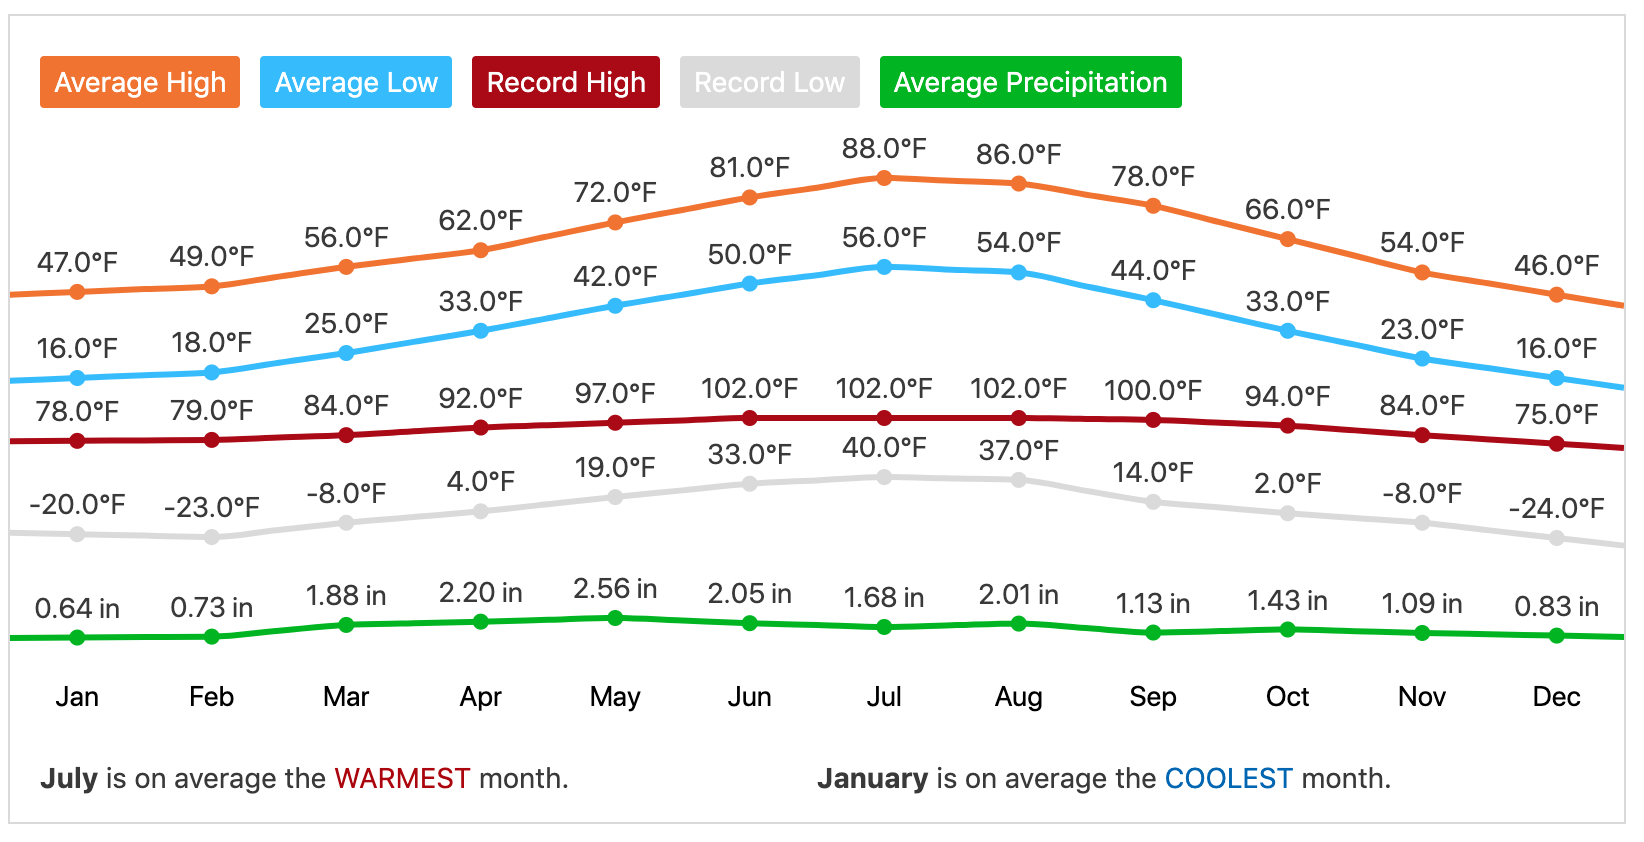 Average High Average Low Record High Record Low Average Precipitation
47.0°F 49.0°F 56.0°F 62.0°F 72.0°F 81.0°F 88.0°F 86.0°F 78.0°F 66.0°F 54.0°F 46.0°F
16.0°F 18.0°F 25.0°F 33.0°F 42.0°F 50.0°F 56.0°F 54.0°F 44.0°F 33.0°F 23.0°F 16.0°F
78.0°F 79.0°F 84.0°F 92.0°F 97.0°F 102.0°F 102.0°F 102.0°F 100.0°F 94.0°F 84.0°F 75.0°F
-20.0°F -23.0°F -8.0°F 4.0°F 19.0°F 33.0°F 40.0°F 37.0°F 14.0°F 2.0°F -8.0°F -24.0°F
0.64 in 0.73 in 1.88 in 2.20 in 2.56 in 2.05 in 1.68 in 2.01 in 1.13 in 1.43 in 1.09 in 0.83 in
Jan Feb Mar Apr May Jun Jul Aug Sep Oct Nov Dec
July is on average the WARMEST month. January is on average the COOLEST month.